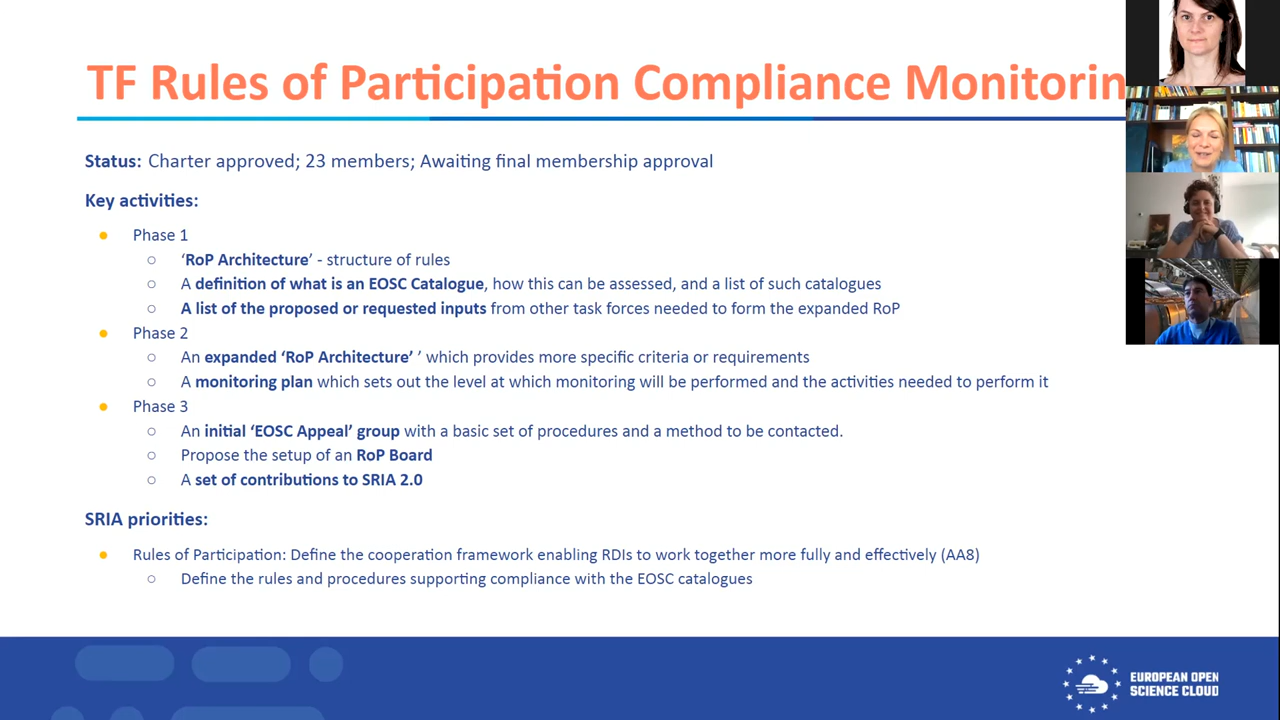 TF Rules of Participation Compliance Monitorin
Status: Charter approved; 23 members; Awaiting final membership approval
Key activities:
● Phase 1
○ ‘RoP Architecture’ - structure of rules
○ A definition of what is an EOSC Catalogue, how this can be assessed, and a list of such catalogues
○ A list of the proposed or requested inputs from other task forces needed to form the expanded RoP
● Phase 2
○ An expanded ‘RoP Architecture’ ’ which provides more specific criteria or requirements
○ A monitoring plan which sets out the level at which monitoring will be performed and the activities needed to perform it
● Phase 3
○ An initial ‘EOSC Appeal’ group with a basic set of procedures and a method to be contacted.
○ Propose the setup of an RoP Board
○ A set of contributions to SRIA 2.0
SRIA priorities:
● Rules of Participation: Define the cooperation framework enabling RDIs to work together more fully and effectively (AA8)
○ Define the rules and procedures supporting compliance with the EOSC catalogues
EUROPEAN OPEN
SCIENCE CLOUD